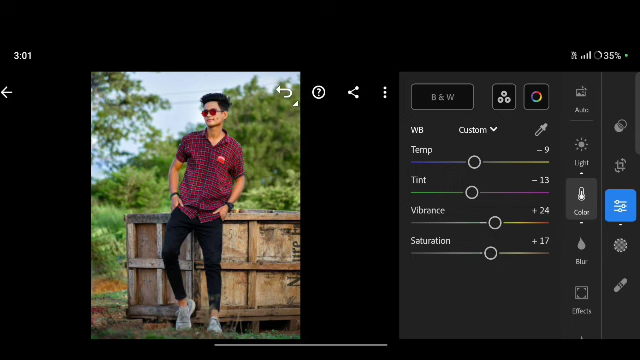 3:01
35%
B & W
WB Custom
Temp - 9
Tint - 13
Vibrance + 24
Saturation + 17
Auto
Light
Color
Blur
Effects